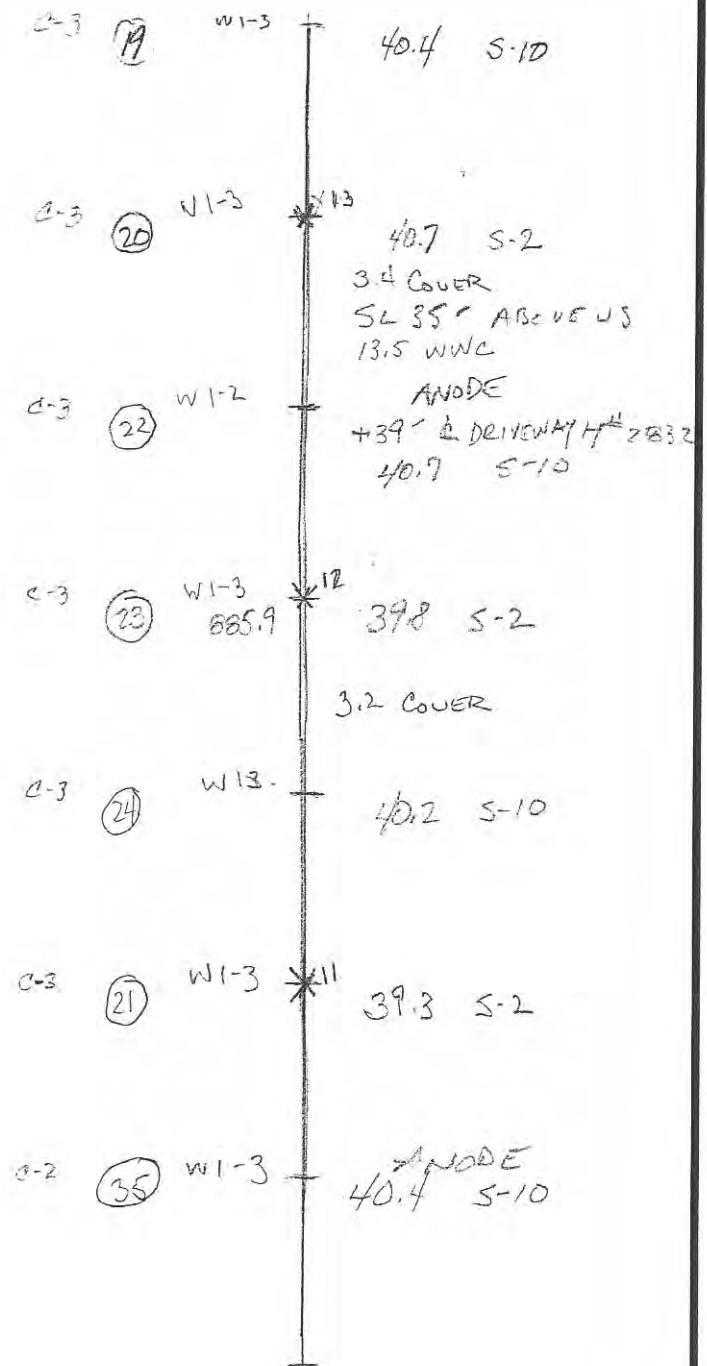 C-3 19 W1-3 40.4 S-10
C-3 20 W1-3 40.7 S-2
3.4 COVER
SL 35' ABOVE US
13.5 WWC
ANODE
C-3 22 W1-2
+39' DRIVEWAY H#
40.7 S-10
12
C-3 23 W1-3 39.8 S-2
885.9
3.2 COVER
C-3 24 W13. 40.2 S-10
11
C-3 21 W1-3 39.3 S-2
ANODE
C-2 35 W1-3 40.4 S-10